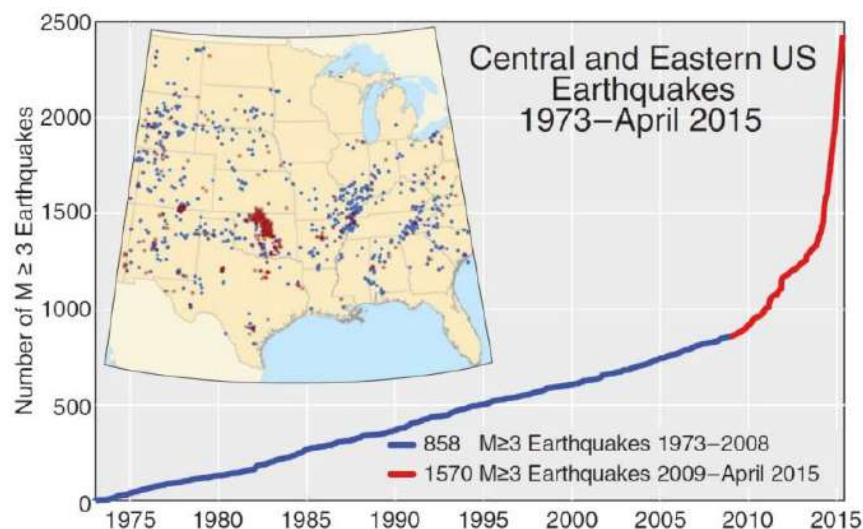 Central and Eastern US
Earthquakes
1973–April 2015
Number of M ≥ 3 Earthquakes
2500
2000
1500
1000
500
0
858 M≥3 Earthquakes 1973–2008
1570 M≥3 Earthquakes 2009–April 2015
1975 1980 1985 1990 1995 2000 2005 2010 2015